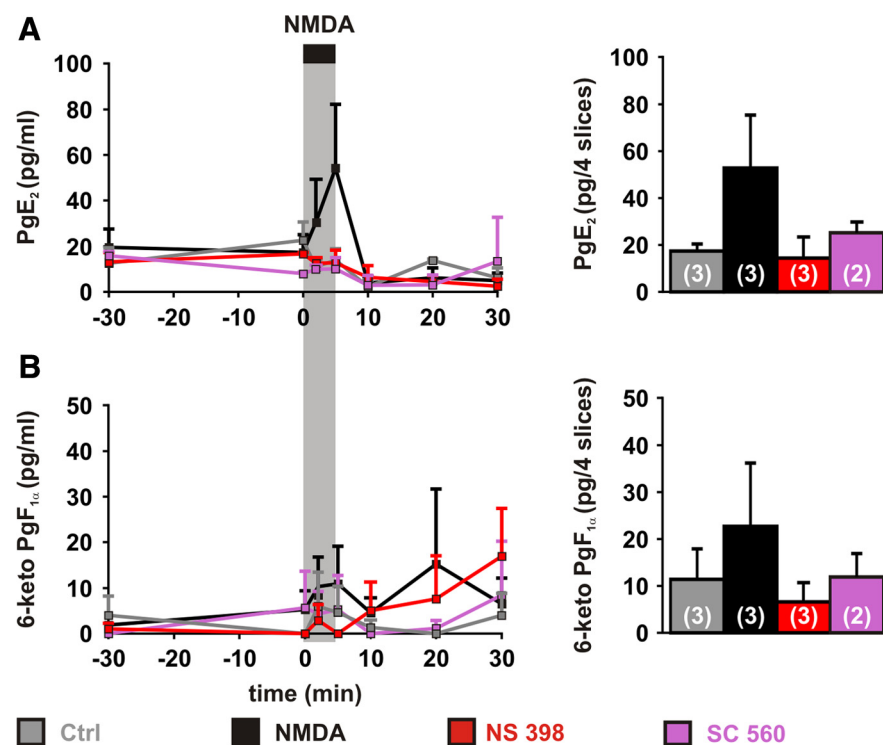 A
NMDA
PgE₂ (pg/ml)
100
80
60
40
20
0
-30 -20 -10 0 10 20 30
PgE₂ (pg/4 slices)
100
80
60
40
20
0
(3) (3) (3) (2)
B
6-keto PgF₁α (pg/ml)
50
40
30
20
10
0
-30 -20 -10 0 10 20 30
time (min)
6-keto PgF₁α (pg/4 slices)
50
40
30
20
10
0
(3) (3) (3) (2)
Ctrl NMDA NS 398 SC 560